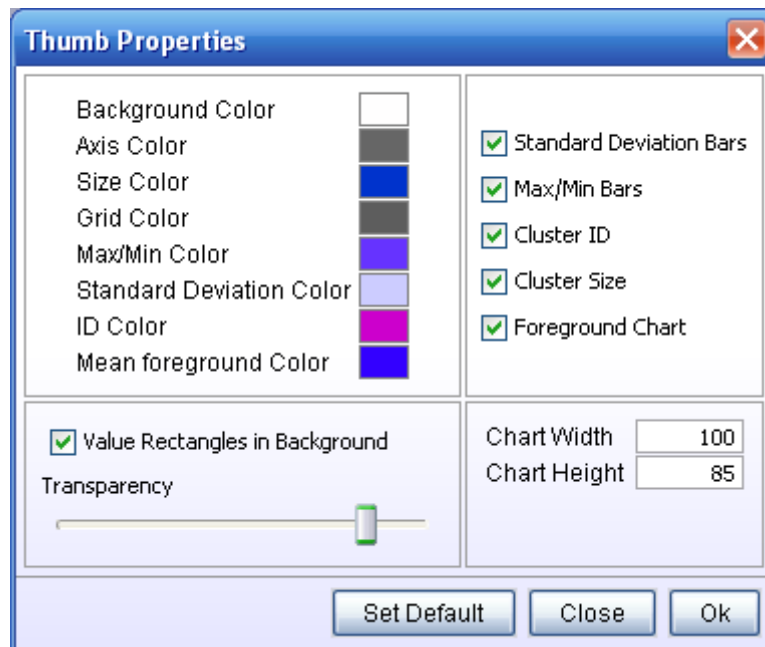 Thumb Properties
Background Color
Axis Color
Size Color
Grid Color
Max/Min Color
Standard Deviation Color
ID Color
Mean foreground Color
Standard Deviation Bars
Max/Min Bars
Cluster ID
Cluster Size
Foreground Chart
Value Rectangles in Background
Transparency
Chart Width 100
Chart Height 85
Set Default Close Ok